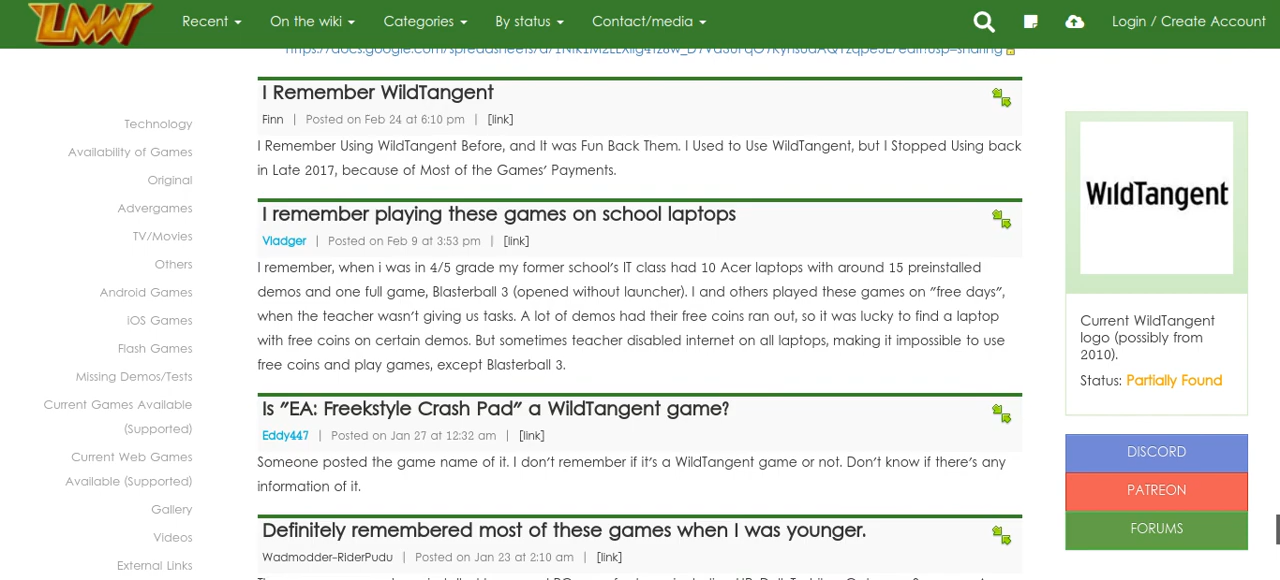 LMW
Recent
On the wiki
Categories
By status
Contact/media
Login / Create Account
Technology
Availability of Games
Original
Advergames
TV/Movies
Others
Android Games
iOS Games
Flash Games
Missing Demos/Tests
Current Games Available
(Supported)
Current Web Games
Available (Supported)
Gallery
Videos
External Links
I Remember WildTangent
Finn | Posted on Feb 24 at 6:10 pm | [link]
I Remember Using WildTangent Before, and It was Fun Back Them. I Used to Use WildTangent, but I Stopped Using back
in Late 2017, because of Most of the Games' Payments.
I remember playing these games on school laptops
Vladger | Posted on Feb 9 at 3:53 pm | [link]
I remember, when i was in 4/5 grade my former school's IT class had 10 Acer laptops with around 15 preinstalled
demos and one full game, Blasterball 3 (opened without launcher). I and others played these games on "free days",
when the teacher wasn't giving us tasks. A lot of demos had their free coins ran out, so it was lucky to find a laptop
with free coins on certain demos. But sometimes teacher disabled internet on all laptops, making it impossible to use
free coins and play games, except Blasterball 3.
Is "EA: Freekstyle Crash Pad" a WildTangent game?
Eddy447 | Posted on Jan 27 at 12:32 am | [link]
Someone posted the game name of it. I don't remember if it's a WildTangent game or not. Don't know if there's any
information of it.
Definitely remembered most of these games when I was younger.
Wadmodder-RiderPudu | Posted on Jan 23 at 2:10 am | [link]
WildTangent
Current WildTangent
logo (possibly from
2010).
Status: Partially Found
DISCORD
PATREON
FORUMS